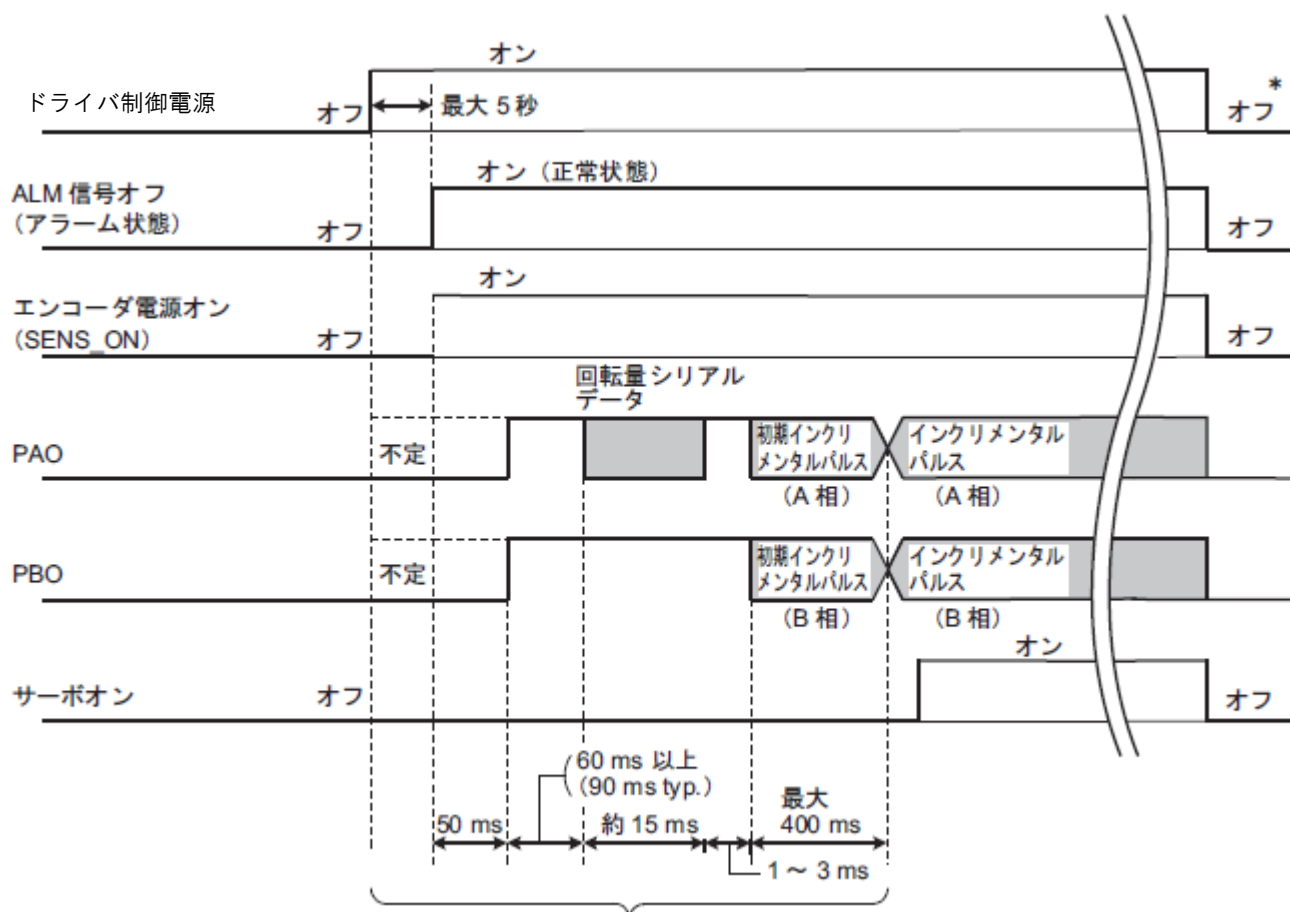 オン
ドライバ制御電源
オフ
最大 5 秒
オフ
*
ALM 信号オフ
（アラーム状態）
オフ
オン（正常状態）
オフ
エンコーダ電源オン
（SENS_ON）
オフ
オン
オフ
回転量シリアル
データ
PAO
不定
初期インクリ
メンタルパルス
（A 相）
インクリメンタル
パルス
（A 相）
PBO
不定
初期インクリ
メンタルパルス
（B 相）
インクリメンタル
パルス
（B 相）
サーボオン
オフ
オン
オフ
50 ms
60 ms 以上
（90 ms typ.）
約 15 ms
1 ～ 3 ms
最大
400 ms